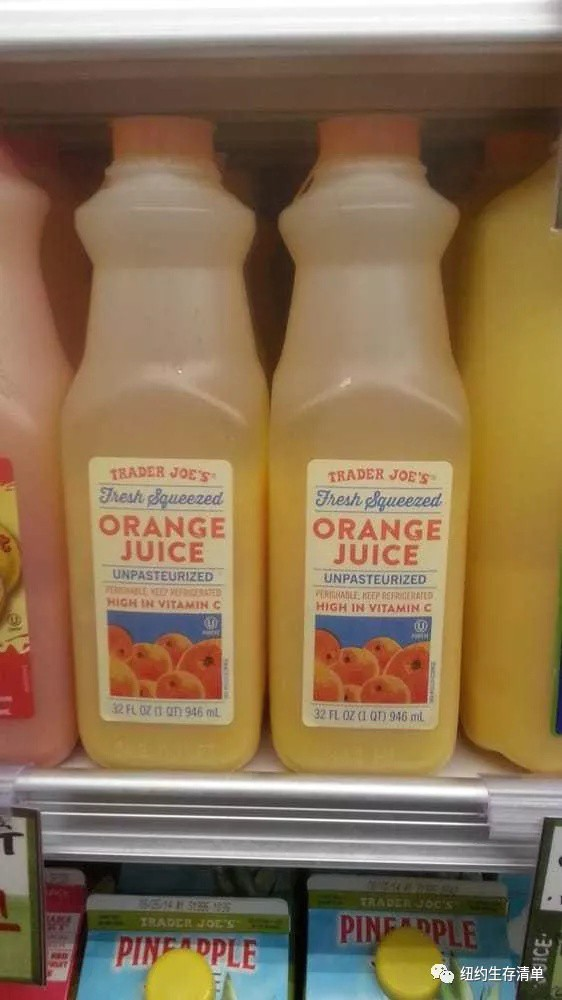 TRADER JOE'S
Fresh Squeezed
ORANGE
JUICE
UNPASTEURIZED
PERISHABLE, KEEP REFRIGERATED
HIGH IN VITAMIN C
U
32 FL OZ (1 QT) 946 mL
TRADER JOE'S
Fresh Squeezed
ORANGE
JUICE
UNPASTEURIZED
PERISHABLE, KEEP REFRIGERATED
HIGH IN VITAMIN C
U
32 FL OZ (1 QT) 946 mL
TRADER JOE'S
PINEAPPLE
TRADER JOE'S
PINEAPPLE
JUICE
纽约生存清单